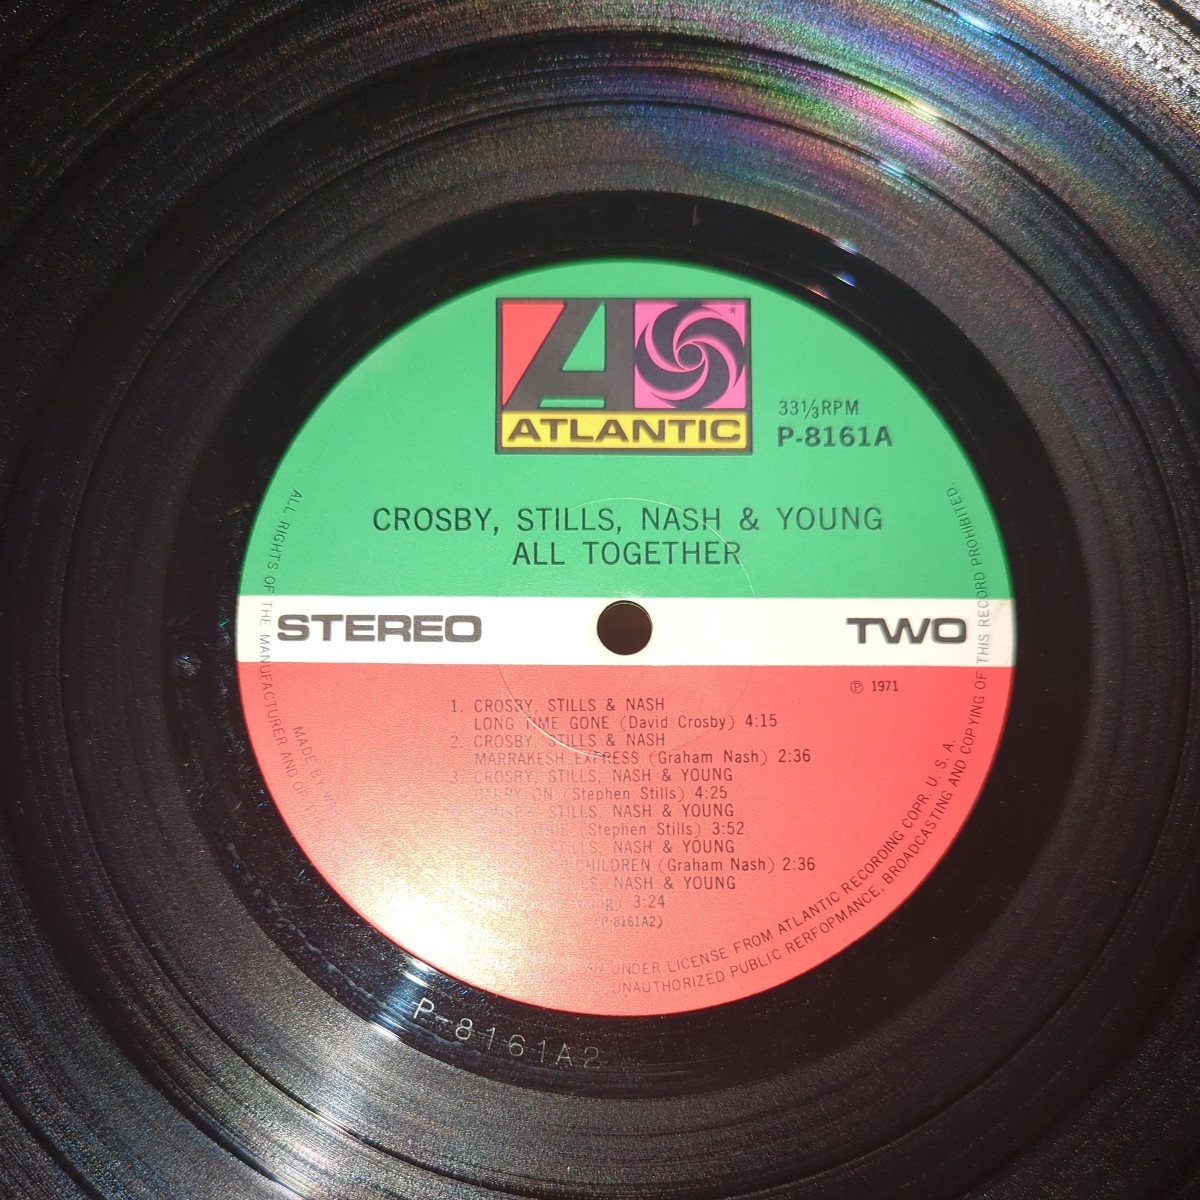 ATLANTIC
33⅓RPM
P-8161A
CROSBY, STILLS, NASH & YOUNG
ALL TOGETHER
STEREO
TWO
Ⓟ 1971
1. CROSBY, STILLS & NASH
LONG TIME GONE (David Crosby) 4:15
2. CROSBY, STILLS & NASH
MARRAKESH EXPRESS (Graham Nash) 2:36
3. CROSBY, STILLS, NASH & YOUNG
CARRY ON (Stephen Stills) 4:25
STILLS, NASH & YOUNG
(Stephen Stills) 3:52
STILLS, NASH & YOUNG
CHILDREN (Graham Nash) 2:36
NASH & YOUNG
3:24
(P-8161A2)
ALL RIGHTS OF THE MANUFACTURER AND OF
UNAUTHORIZED PUBLIC RERFOPMANCE, BROADCASTING AND COPYING OF THIS RECORD PROHIBITED.
MADE BY
UNDER LICENSE FROM ATLANTIC RECORDING COPR. U. S. A.
P-8161A2